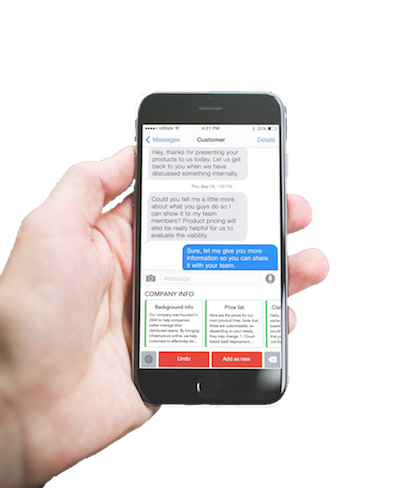 VIRGIN 4:21 PM 22%
Messages Customer Details
Hey, thanks for presenting your
products to us today. Let us get
back to you when we have
discussed something internally.
Thu, Sep 18, 1:26 PM
Could you tell me a little more
about what you guys do so I
can show it to my team
members? Product pricing will
also be really helpful for us to
evaluate the viability.
Sure, let me give you more
information so you can share
it with your team.
Message
COMPANY INFO
Background info
Our company was founded in
2006 to help companies
better manage their
distributed teams. By bringing
infrastructure online, we help
customers to effectively do...
Price list
Here are the prices for our
main product lines. Note that
these are customisable, so
depending on your needs,
they may change. 1. Cloud-
based SaaS deployment...
Undo Add as new